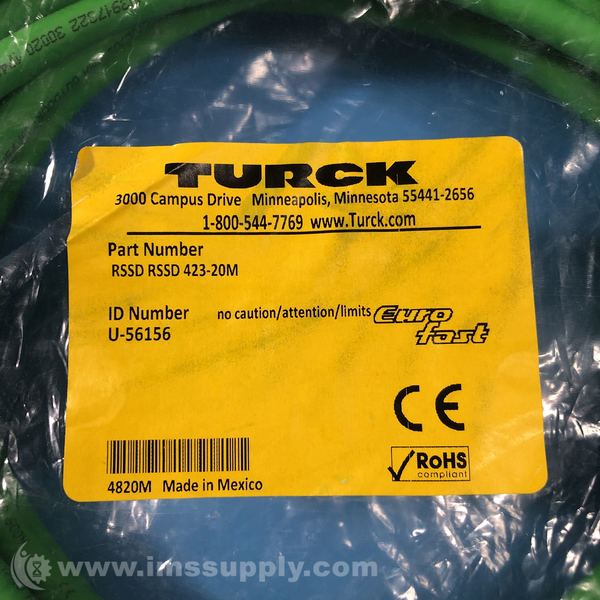 TURCK
3000 Campus Drive Minneapolis, Minnesota 55441-2656
1-800-544-7769 www.Turck.com
Part Number
RSSD RSSD 423-20M
ID Number
U-56156
no caution/attention/limits
Euro
fast
CE
RoHS
compliant
4820M Made in Mexico
www.imssupply.com